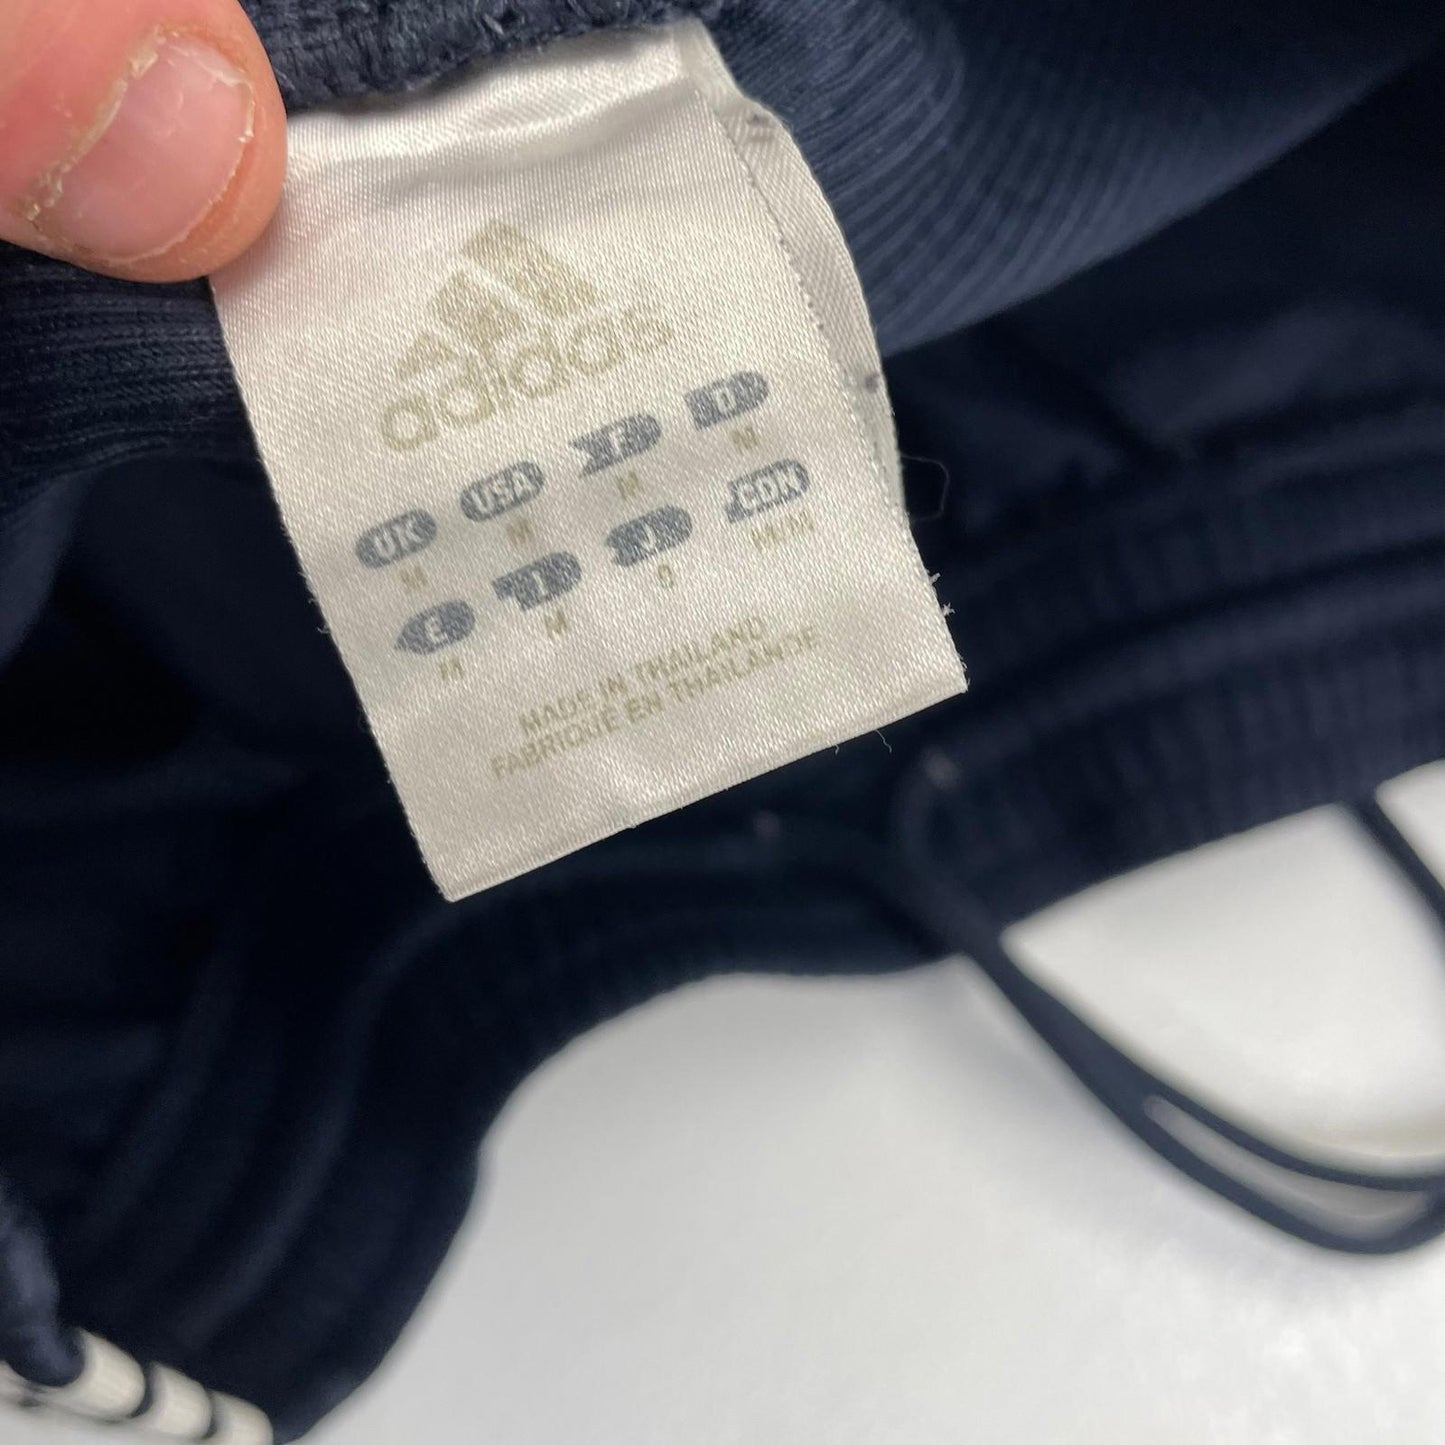 adidas
UK USA F D
M M M M
E I J CDN
M M O M/M
MADE IN THAILAND
FABRIQUÉ EN THAILANDE